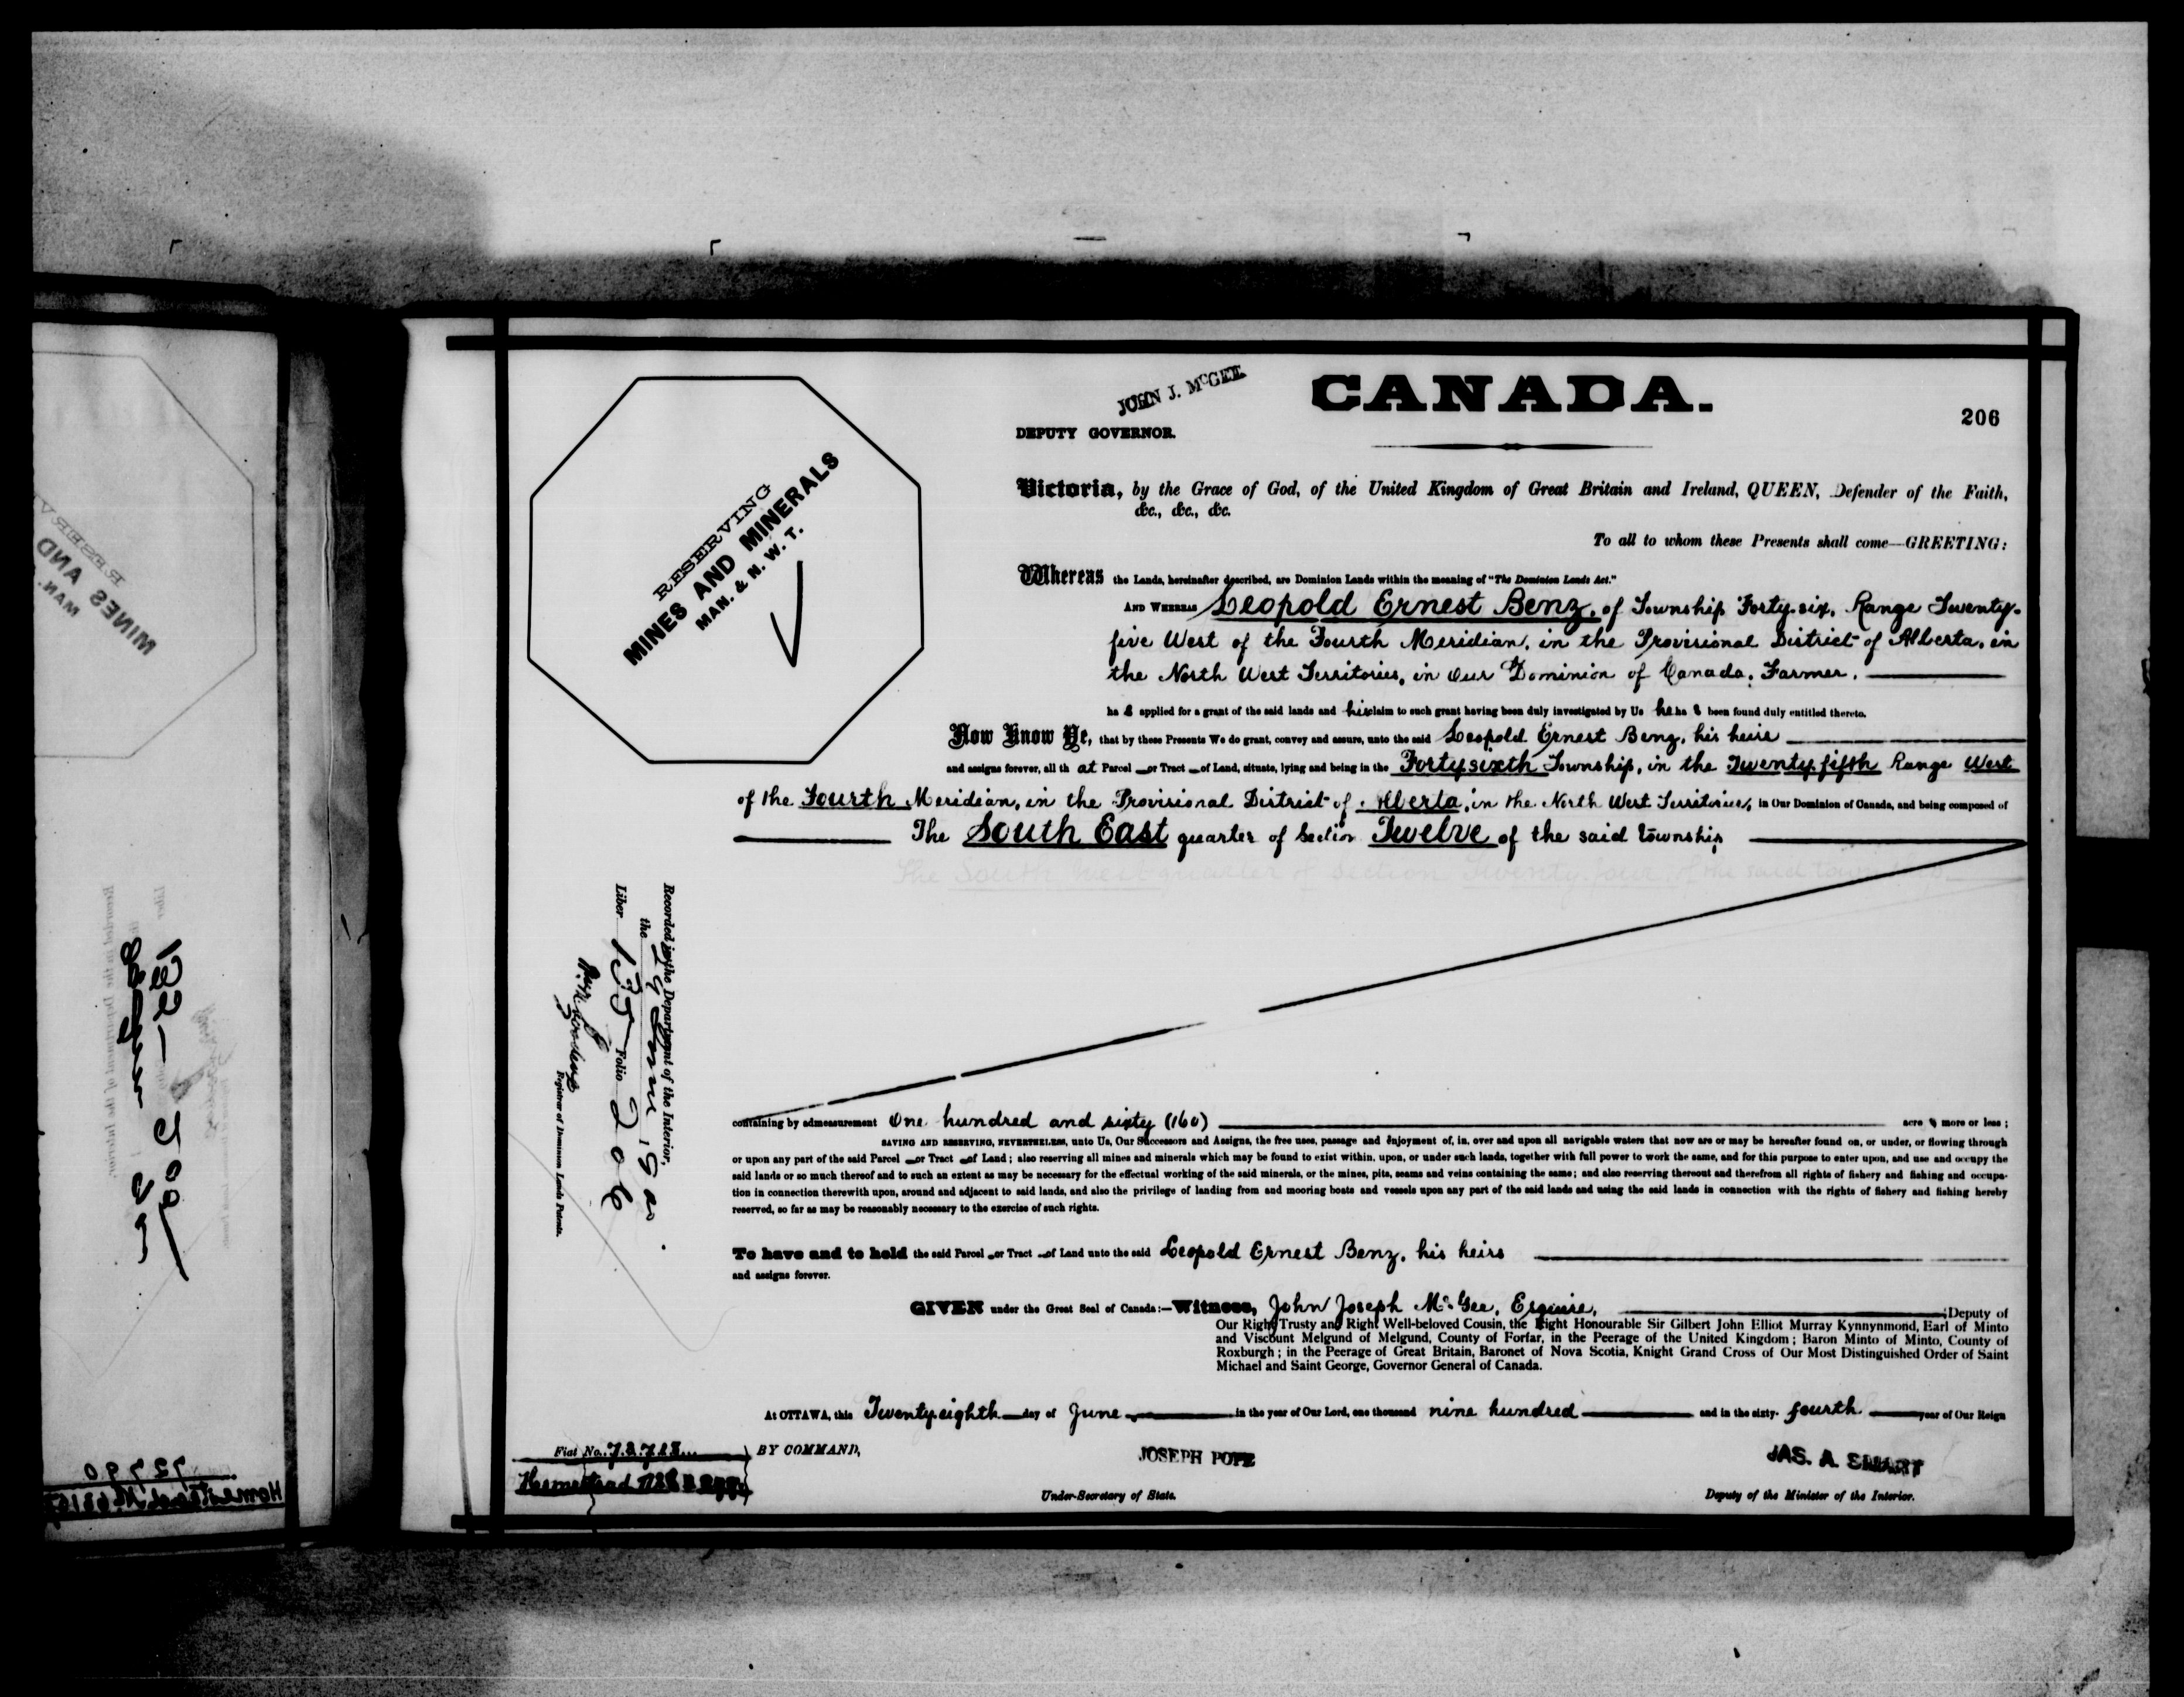 JOHN J. McGEE
CANADA.
206
DEPUTY GOVERNOR.
RESERVING
MINES AND MINERALS
MAN. & N. W. T.
Victoria, by the Grace of God, of the United Kingdom of Great Britain and Ireland, QUEEN, Defender of the Faith,
&c., &c., &c.
To all to whom these Presents shall come—GREETING:
Whereas the Lands, hereinafter described, are Dominion Lands within the meaning of "The Dominion Lands Act."
AND WHEREAS Leopold Ernest Benz, of Township Forty-six, Range Twenty-
five West of the Fourth Meridian, in the Provisional District of Alberta, in
the North West Territories, in Our Dominion of Canada, Farmer.
ha s applied for a grant of the said lands and his claim to such grant having been duly investigated by Us he ha s been found duly entitled thereto.
Now Know Ye, that by these Presents We do grant, convey and assure, unto the said Leopold Ernest Benz, his heirs
and assigns forever, all th at Parcel or Tract of Land, situate, lying and being in the Forty sixth Township, in the Twenty fifth Range West
of the Fourth Meridian, in the Provisional District of Alberta, in the North West Territories, in Our Dominion of Canada, and being composed of
The South East quarter of Section Twelve of the said township
Recorded in the Department of the Interior,
the 29 June 1900
Liber 135 Folio 206
Registrar of Dominion Lands Patents.
containing by admeasurement One hundred and sixty (160) acre s more or less;
SAVING AND RESERVING, NEVERTHELESS, unto Us, Our Successors and Assigns, the free uses, passage and enjoyment of, in, over and upon all navigable waters that now are or may be hereafter found on, or under, or flowing through
or upon any part of the said Parcel or Tract of Land; also reserving all mines and minerals which may be found to exist within, upon, or under such lands, together with full power to work the same, and for this purpose to enter upon, and use and occupy the
said lands or so much thereof and to such an extent as may be necessary for the effectual working of the said minerals, or the mines, pits, seams and veins containing the same; and also reserving thereout and therefrom all rights of fishery and fishing and occupa-
tion in connection therewith upon, around and adjacent to said lands, and also the privilege of landing from and mooring boats and vessels upon any part of the said lands and using the said lands in connection with the rights of fishery and fishing hereby
reserved, so far as may be reasonably necessary to the exercise of such rights.
To have and to hold the said Parcel or Tract of Land unto the said Leopold Ernest Benz, his heirs
and assigns forever.
GIVEN under the Great Seal of Canada:—Witness, John Joseph McGee, Esquire, Deputy of
Our Right Trusty and Right Well-beloved Cousin, the Right Honourable Sir Gilbert John Elliot Murray Kynnynmond, Earl of Minto
and Viscount Melgund of Melgund, County of Forfar, in the Peerage of the United Kingdom; Baron Minto of Minto, County of
Roxburgh; in the Peerage of Great Britain, Baronet of Nova Scotia, Knight Grand Cross of Our Most Distinguished Order of Saint
Michael and Saint George, Governor General of Canada.
At OTTAWA, this Twenty eighth day of June in the year of Our Lord, one thousand nine hundred and in the sixty-fourth year of Our Reign
Fiat No.
BY COMMAND,
JOSEPH POPE
JAS. A. SMART
Homestead
Under-Secretary of State.
Deputy of the Minister of the Interior.